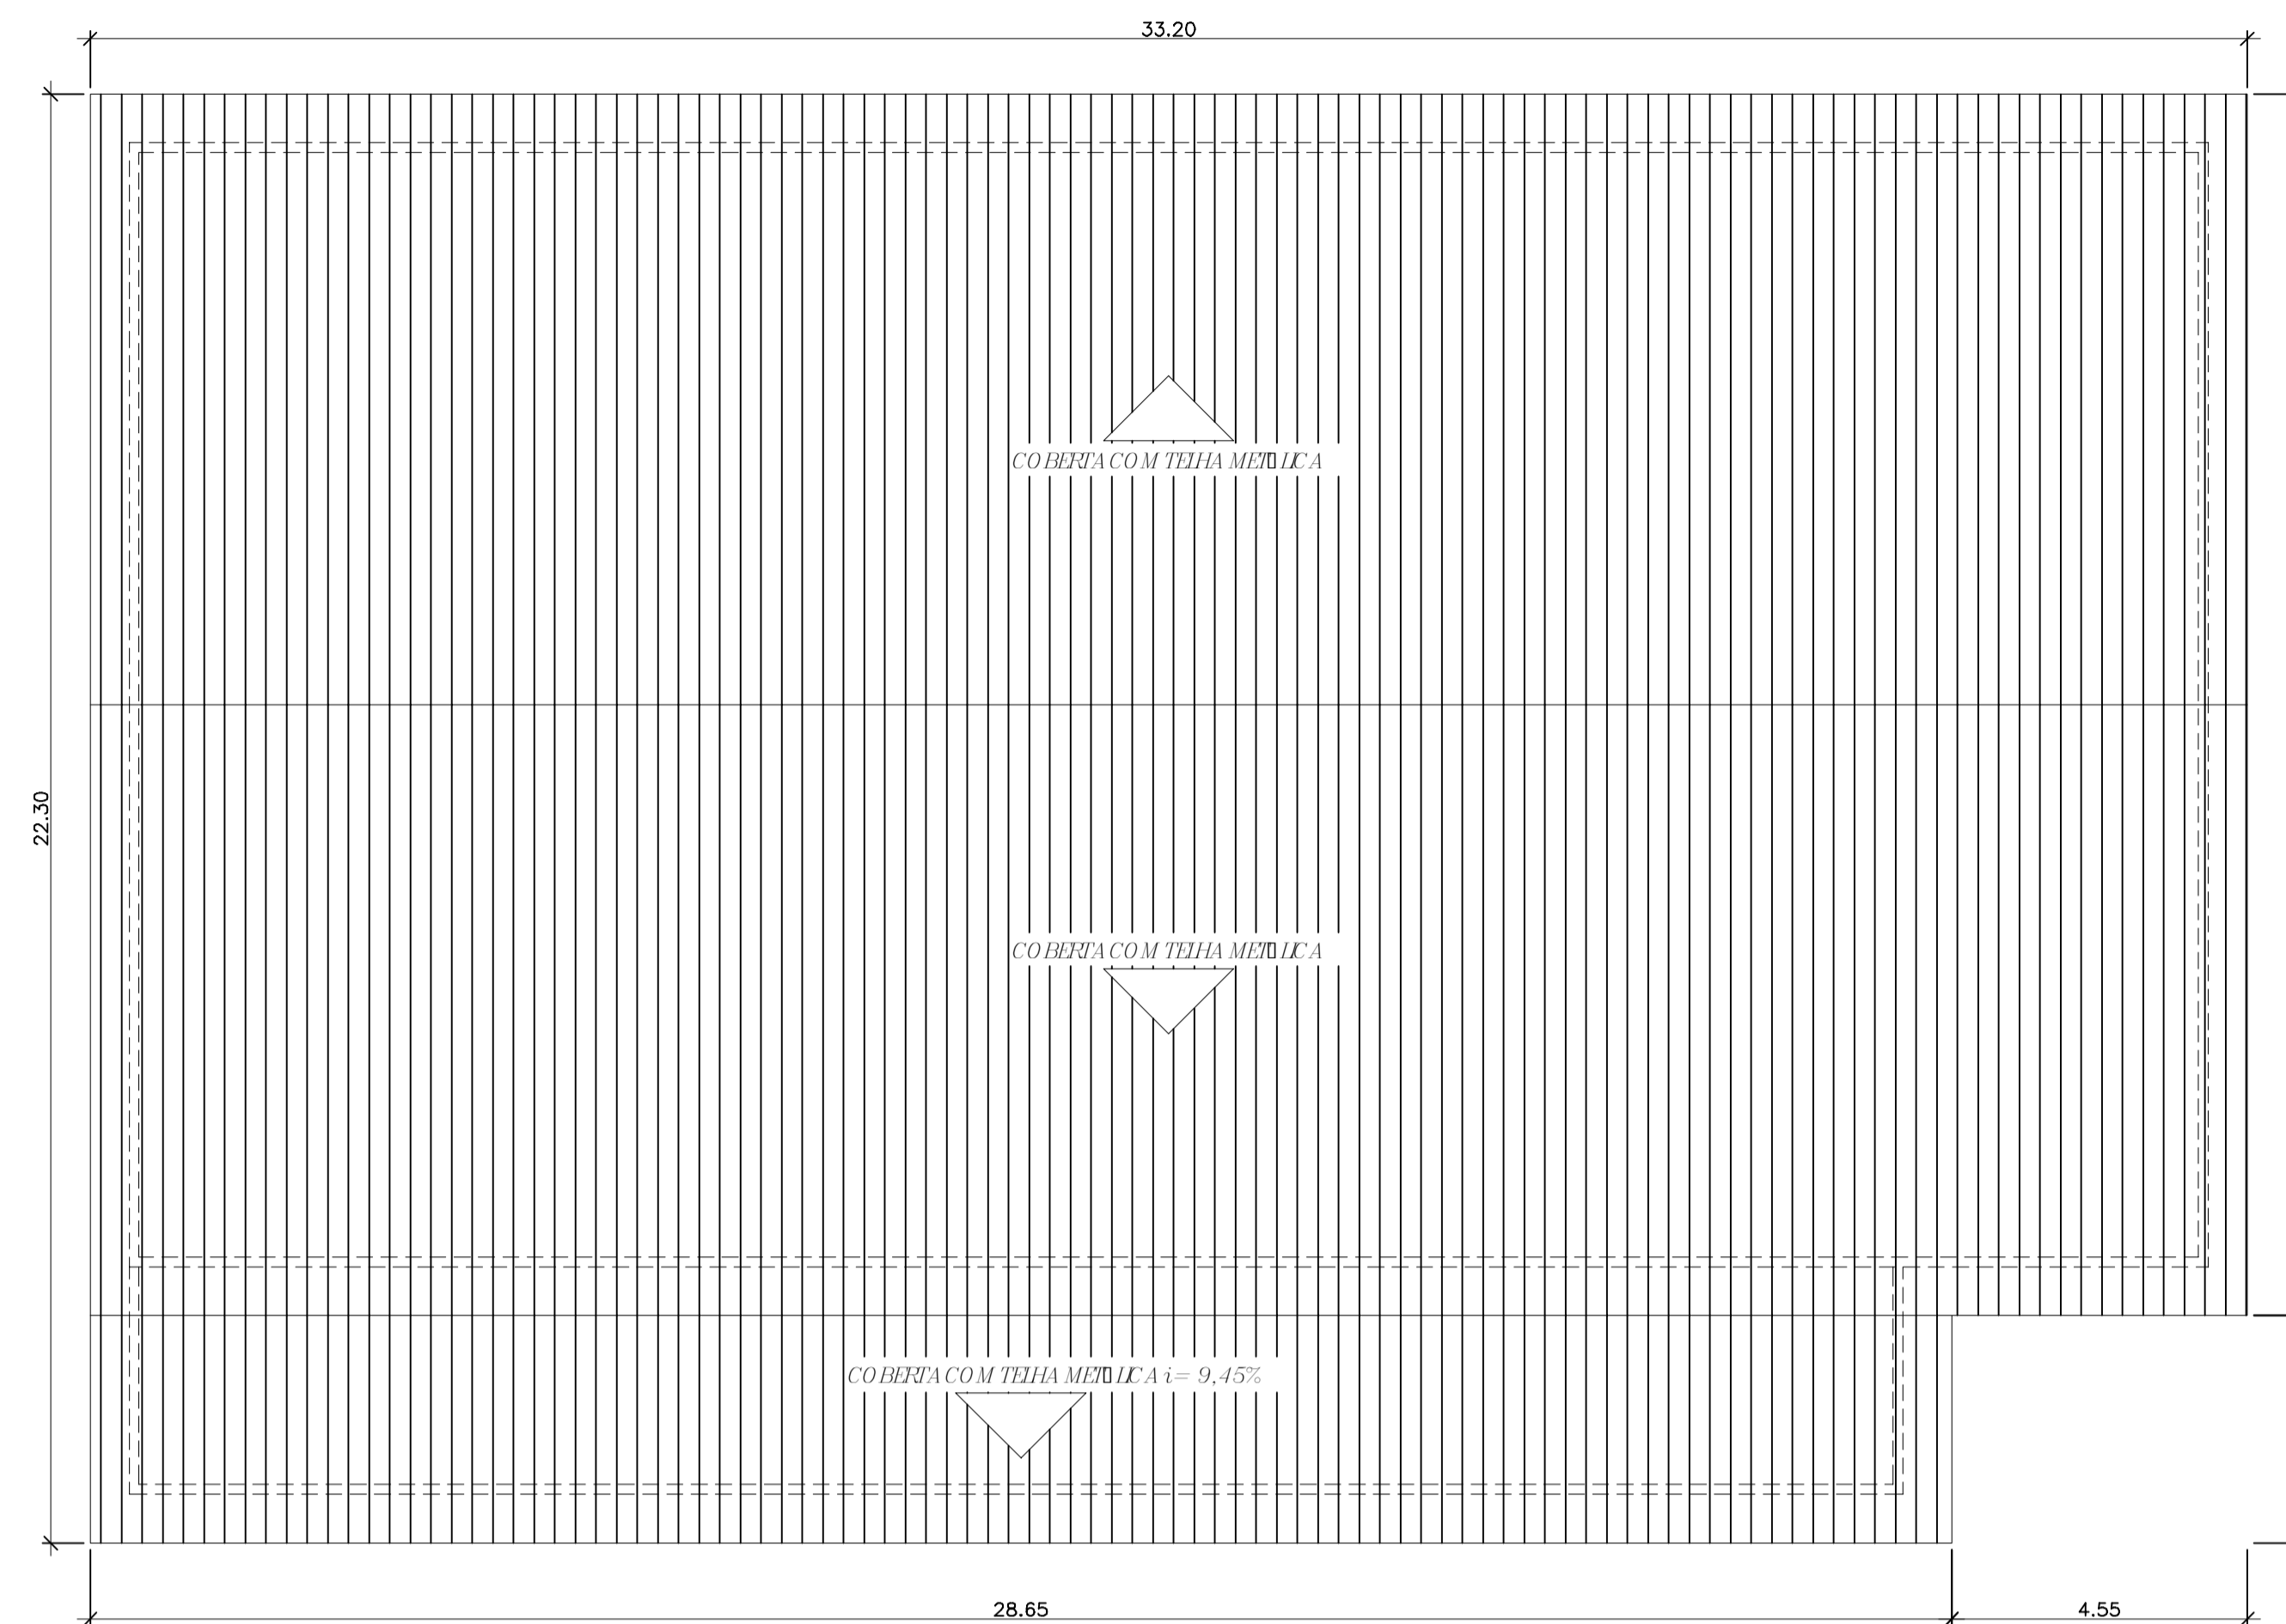 33.20
COBERTA COM TELHA MET▯LICA
22.30
COBERTA COM TELHA MET▯LICA
COBERTA COM TELHA MET▯LICA i= 9,45%
28.65
4.55